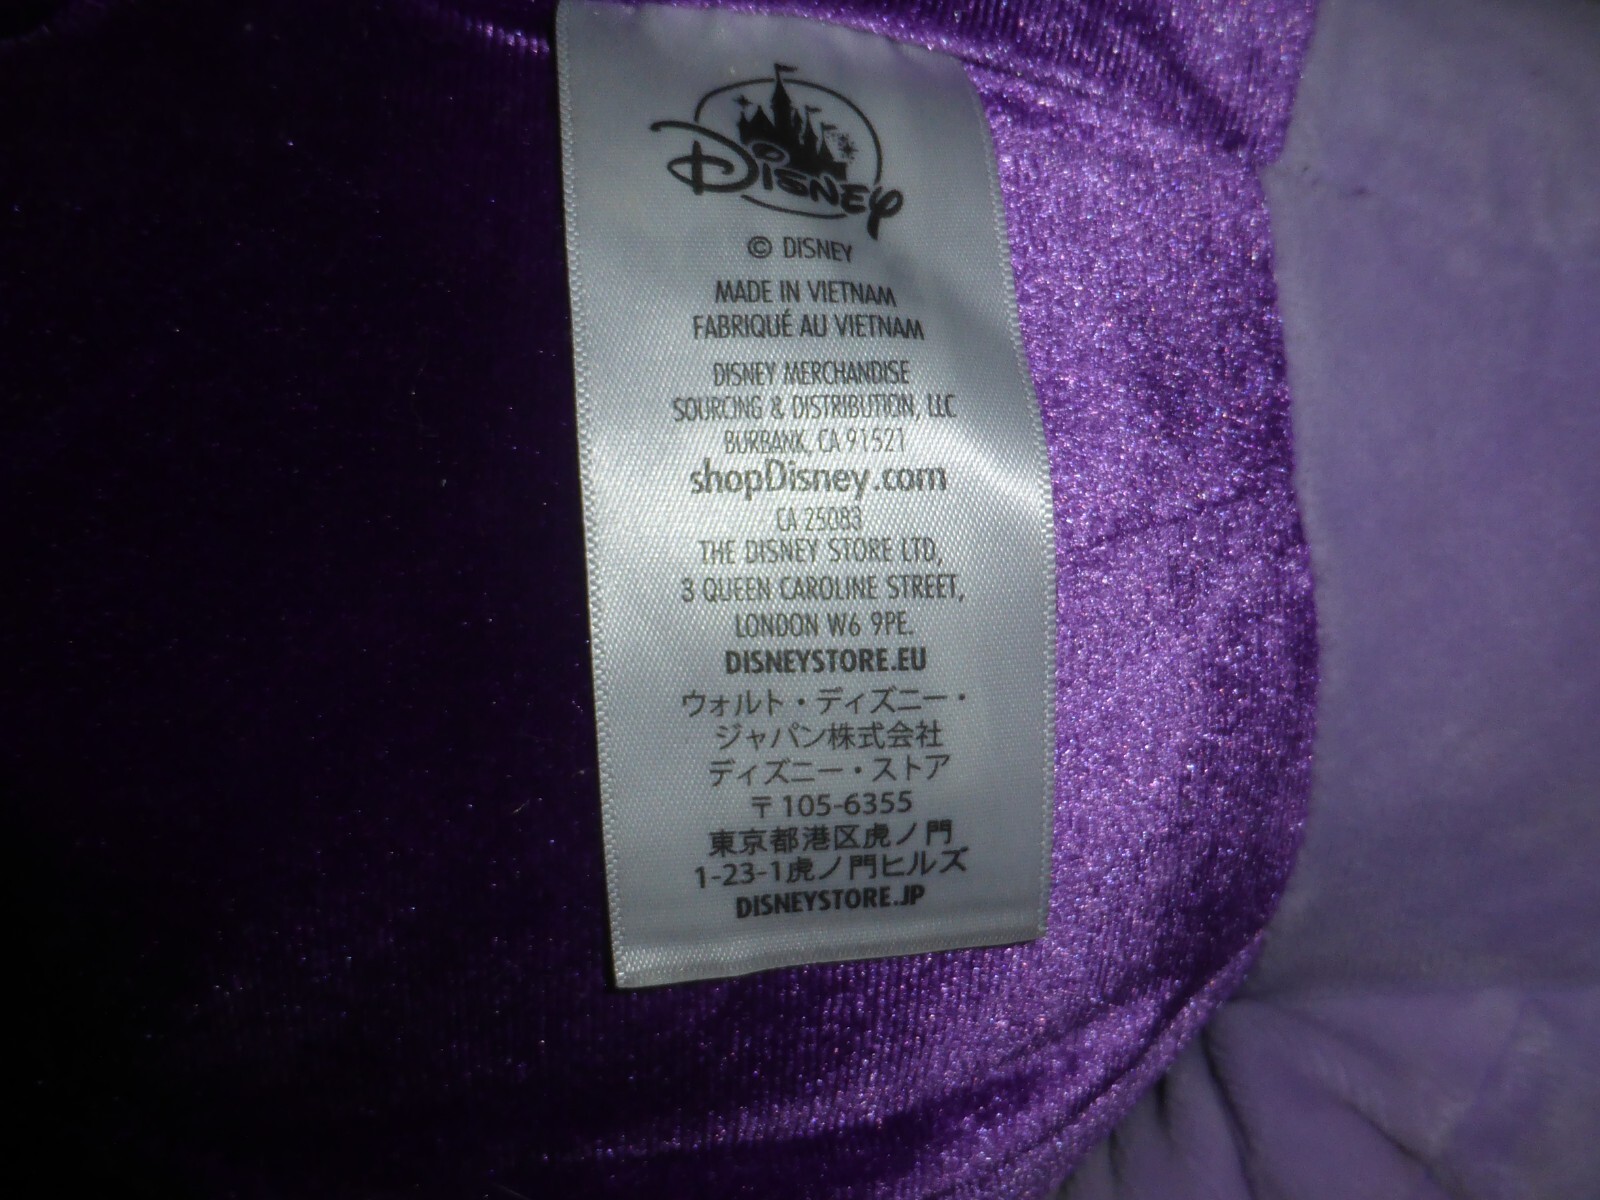 Disney
© DISNEY
MADE IN VIETNAM
FABRIQUÉ AU VIETNAM
DISNEY MERCHANDISE
SOURCING & DISTRIBUTION, LLC
BURBANK, CA 91521
shopDisney.com
CA 25083
THE DISNEY STORE LTD,
3 QUEEN CAROLINE STREET,
LONDON W6 9PE.
DISNEYSTORE.EU
ウォルト・ディズニー・
ジャパン株式会社
ディズニー・ストア
〒105-6355
東京都港区虎ノ門
1-23-1虎ノ門ヒルズ
DISNEYSTORE.JP